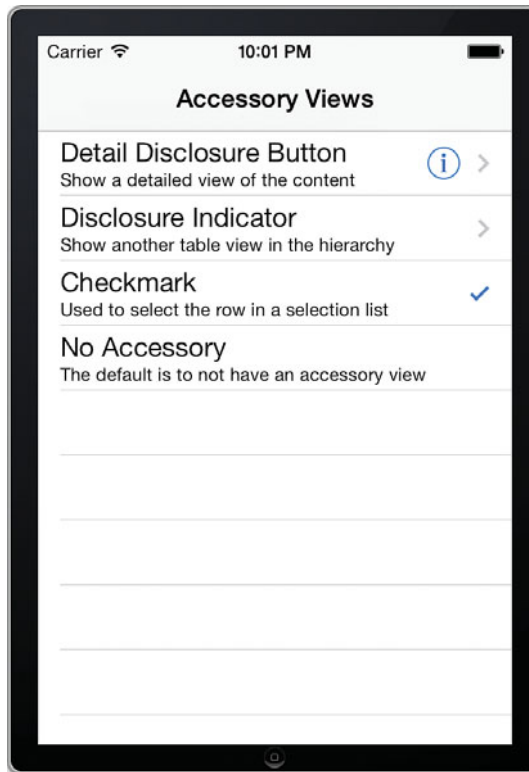 Carrier 10:01 PM
Accessory Views
Detail Disclosure Button
Show a detailed view of the content
Disclosure Indicator
Show another table view in the hierarchy
Checkmark
Used to select the row in a selection list
No Accessory
The default is to not have an accessory view